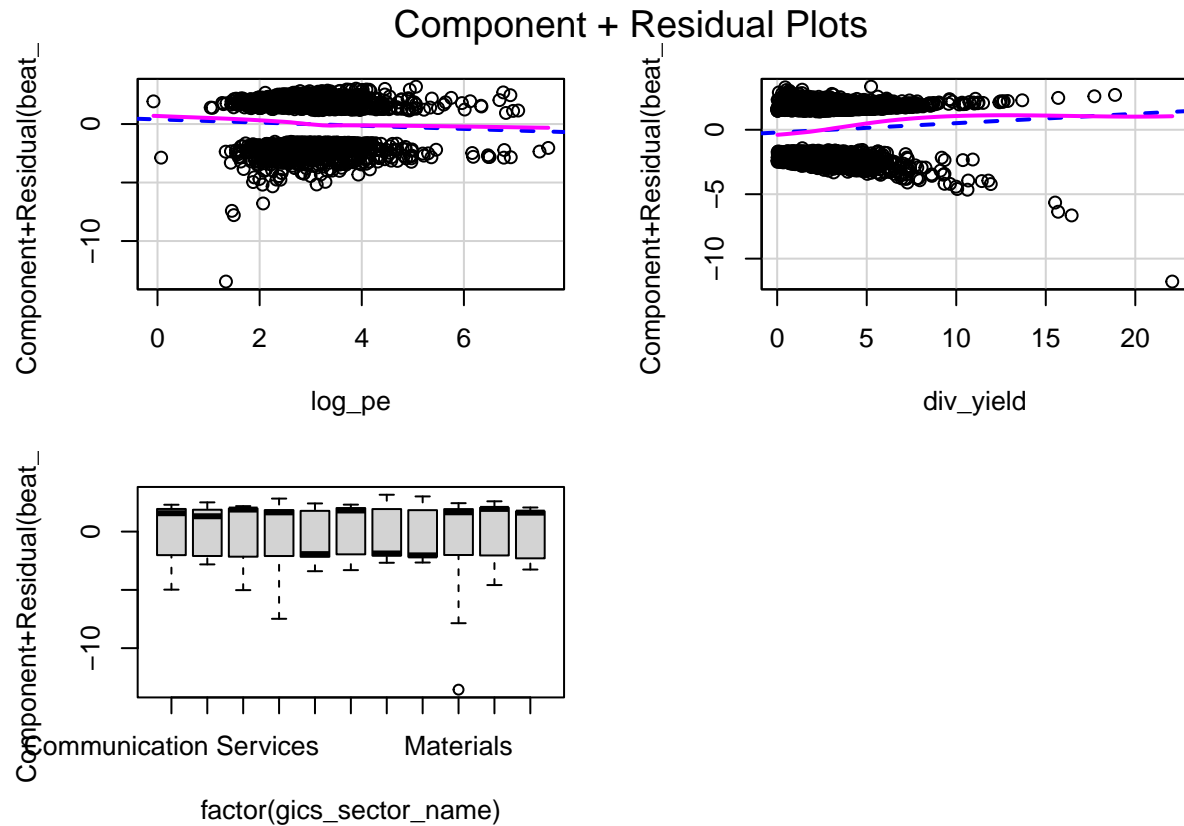 Component + Residual Plots
Component+Residual(beat_
0
−10
0 2 4 6
log_pe
Component+Residual(beat_
0
−5
−10
0 5 10 15 20
div_yield
Component+Residual(beat_
0
−10
Communication Services Materials
factor(gics_sector_name)